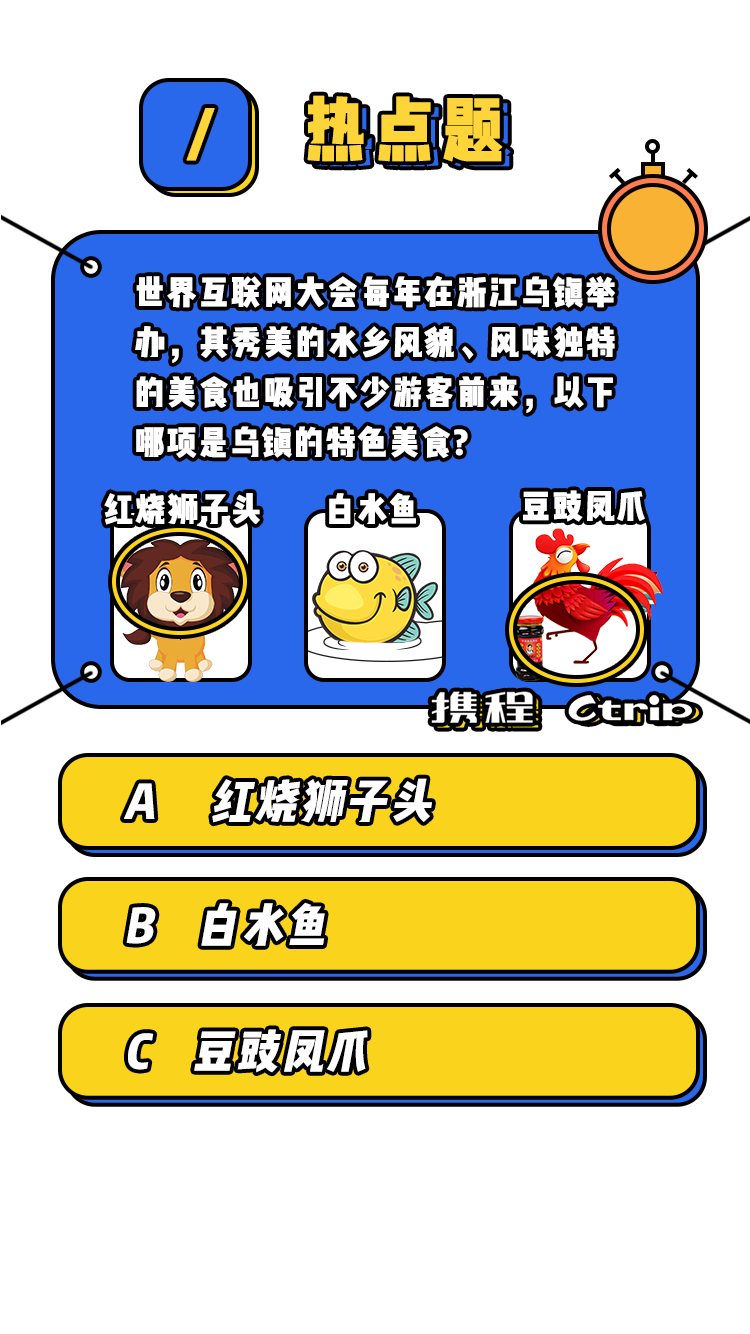 / 热点题
世界互联网大会每年在浙江乌镇举
办，其秀美的水乡风貌、风味独特
的美食也吸引不少游客前来，以下
哪项是乌镇的特色美食？
红烧狮子头 白水鱼 豆豉凤爪
携程 Ctrip
A 红烧狮子头
B 白水鱼
C 豆豉凤爪